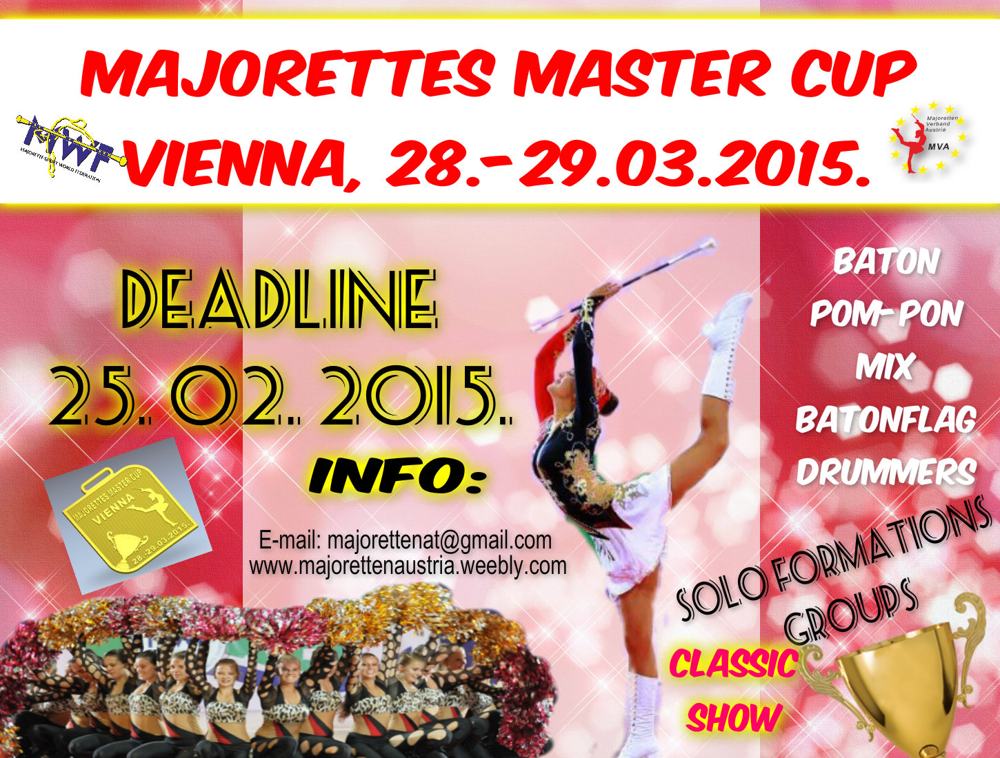 MAJORETTES MASTER CUP
VIENNA, 28.-29.03.2015.
MWF
MAJORETTE-SPORT WORLD FEDERATION
Majoretten
Verband
Austria
MVA
DEADLINE
25. 02. 2015.
INFO:
E-mail: majorettenat@gmail.com
www.majorettenaustria.weebly.com
BATON
POM-PON
MIX
BATONFLAG
DRUMMERS
SOLO FORMATIONS
GROUPS
CLASSIC
SHOW
MAJORETTES MASTER CUP
VIENNA
28.-29.03.2015.